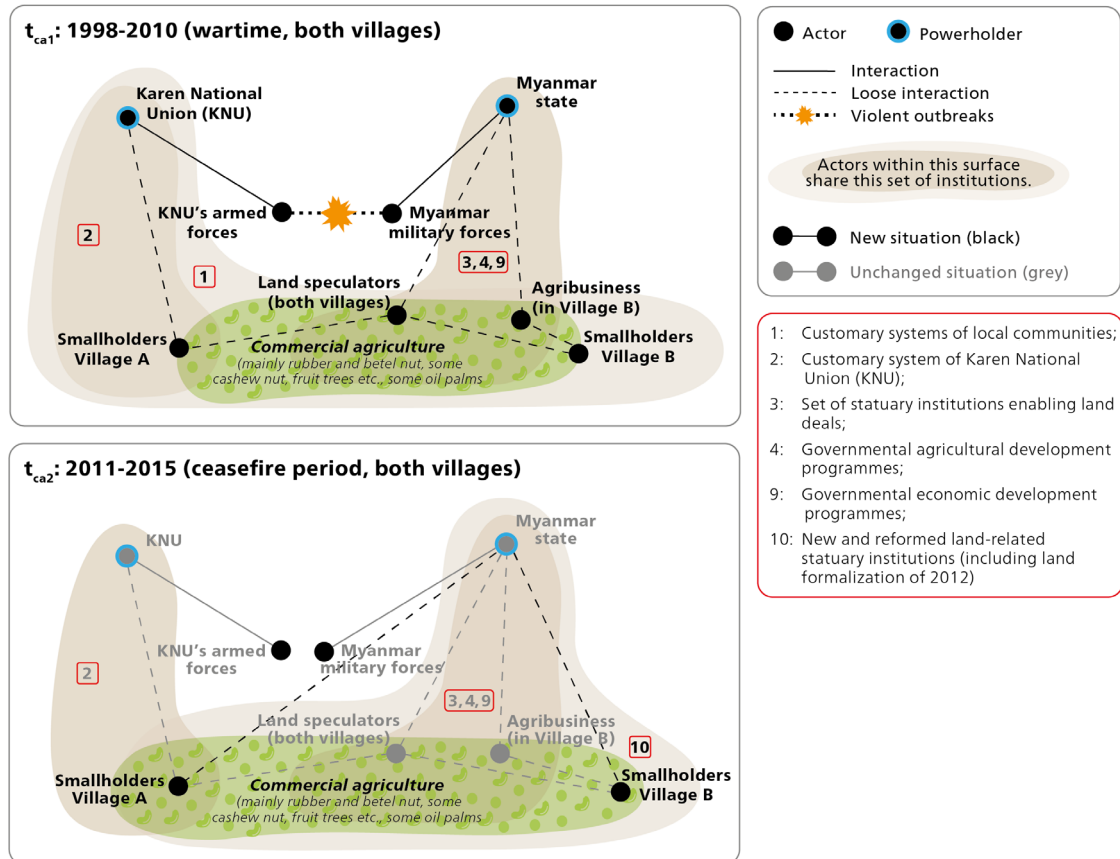 t_ca1: 1998-2010 (wartime, both villages)
Karen National
Union (KNU)
Myanmar
state
KNU's armed
forces
Myanmar
military forces
2
1
3, 4, 9
Land speculators
(both villages)
Agribusiness
(in Village B)
Smallholders
Village A
Smallholders
Village B
Commercial agriculture
(mainly rubber and betel nut, some
cashew nut, fruit trees etc., some oil palms
t_ca2: 2011-2015 (ceasefire period, both villages)
KNU
Myanmar
state
KNU's armed
forces
Myanmar
military forces
2
3, 4, 9
Land speculators
(both villages)
Agribusiness
(in Village B)
10
Smallholders
Village A
Smallholders
Village B
Commercial agriculture
(mainly rubber and betel nut, some
cashew nut, fruit trees etc., some oil palms
Actor
Powerholder
Interaction
Loose interaction
Violent outbreaks
Actors within this surface
share this set of institutions.
New situation (black)
Unchanged situation (grey)
1: Customary systems of local communities;
2: Customary system of Karen National
Union (KNU);
3: Set of statuary institutions enabling land
deals;
4: Governmental agricultural development
programmes;
9: Governmental economic development
programmes;
10: New and reformed land-related
statuary institutions (including land
formalization of 2012)